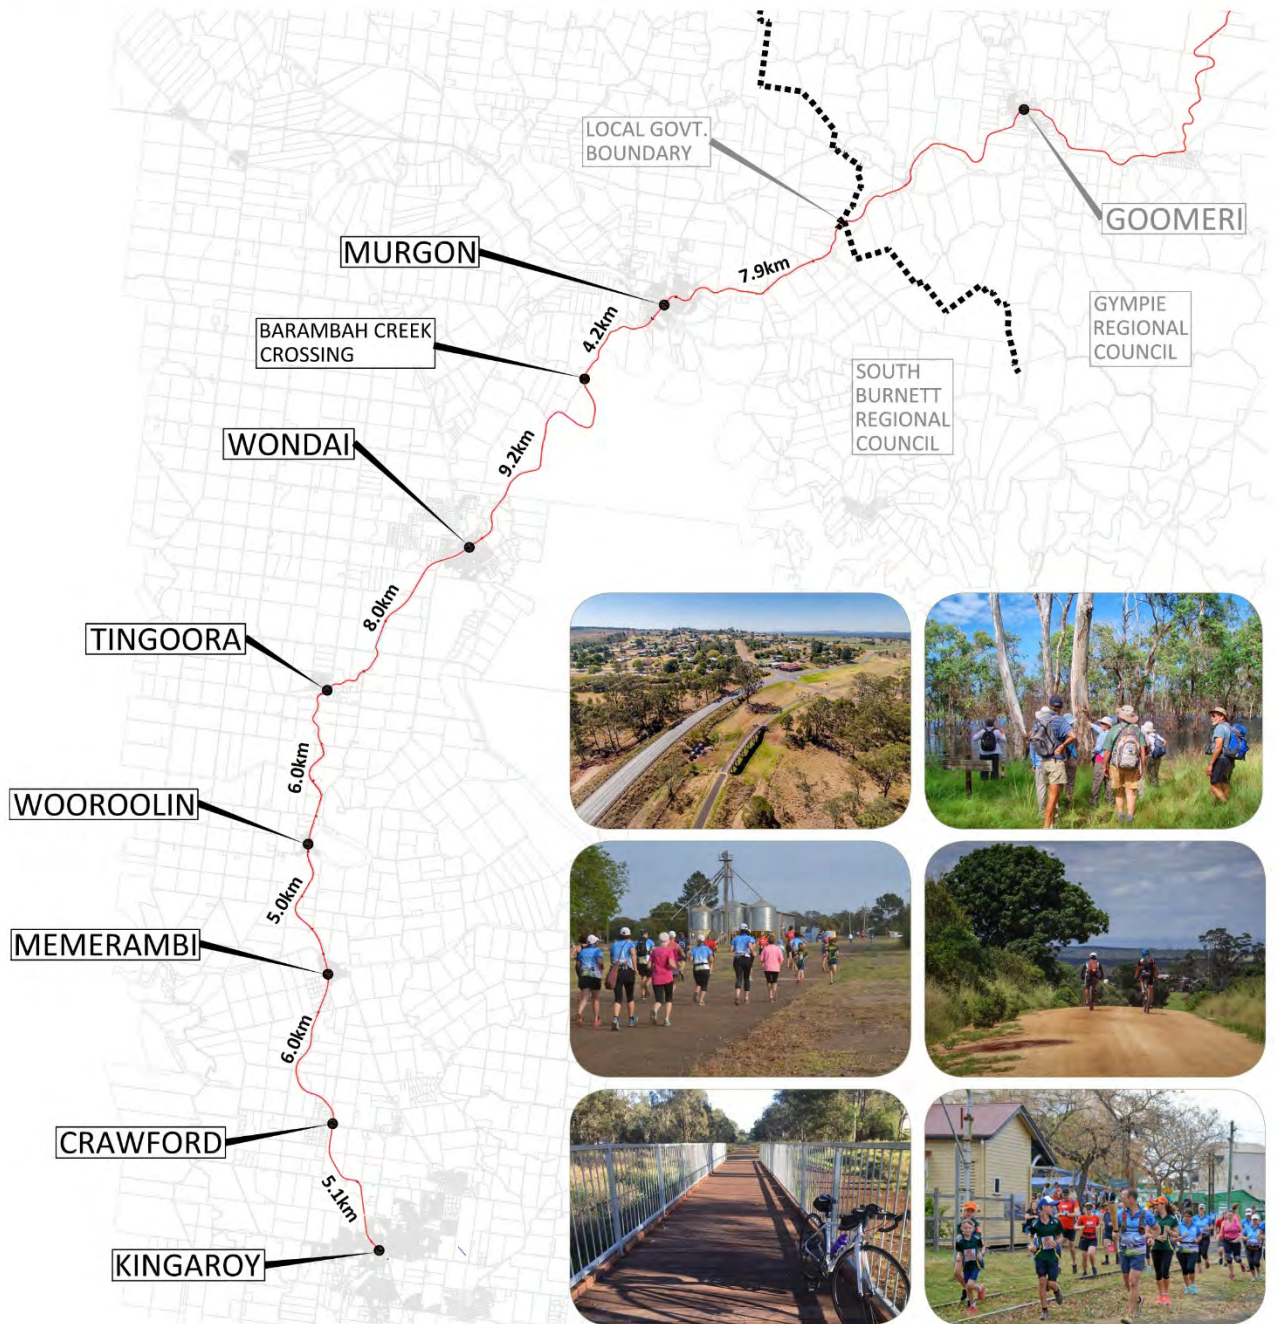 LOCAL GOVT.
BOUNDARY
GOOMERI
MURGON
7.9km
GYMPIE
REGIONAL
COUNCIL
BARAMBAH CREEK
CROSSING
4.2km
SOUTH
BURNETT
REGIONAL
COUNCIL
WONDAI
9.2km
8.0km
TINGOORA
6.0km
WOOROOLIN
5.0km
MEMERAMBI
6.0km
CRAWFORD
5.1km
KINGAROY